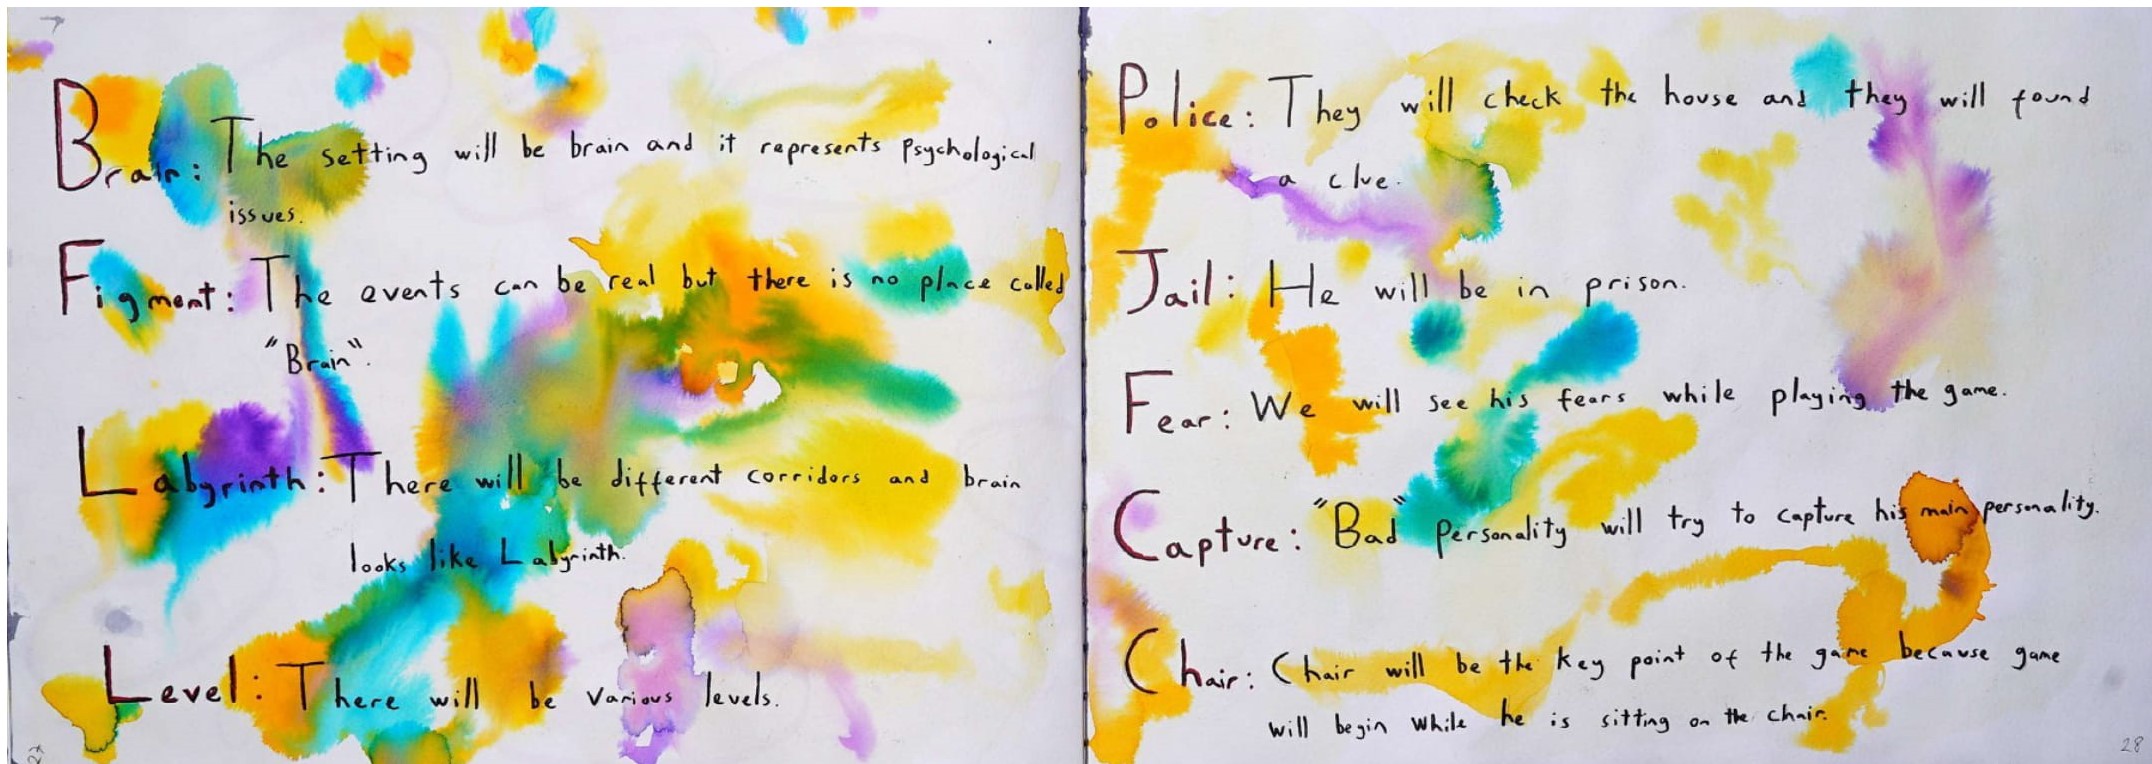 Brain: The setting will be brain and it represents Psychological
issues.
Figment: The events can be real but there is no place called
"Brain".
Labyrinth: There will be different corridors and brain
looks like Labyrinth.
Level: There will be various levels.
Police: They will check the house and they will found
a clue.
Jail: He will be in prison.
Fear: We will see his fears while playing the game.
Capture: "Bad" Personality will try to capture his main personality.
Chair: Chair will be the key point of the game because game
will begin while he is sitting on the chair.
28